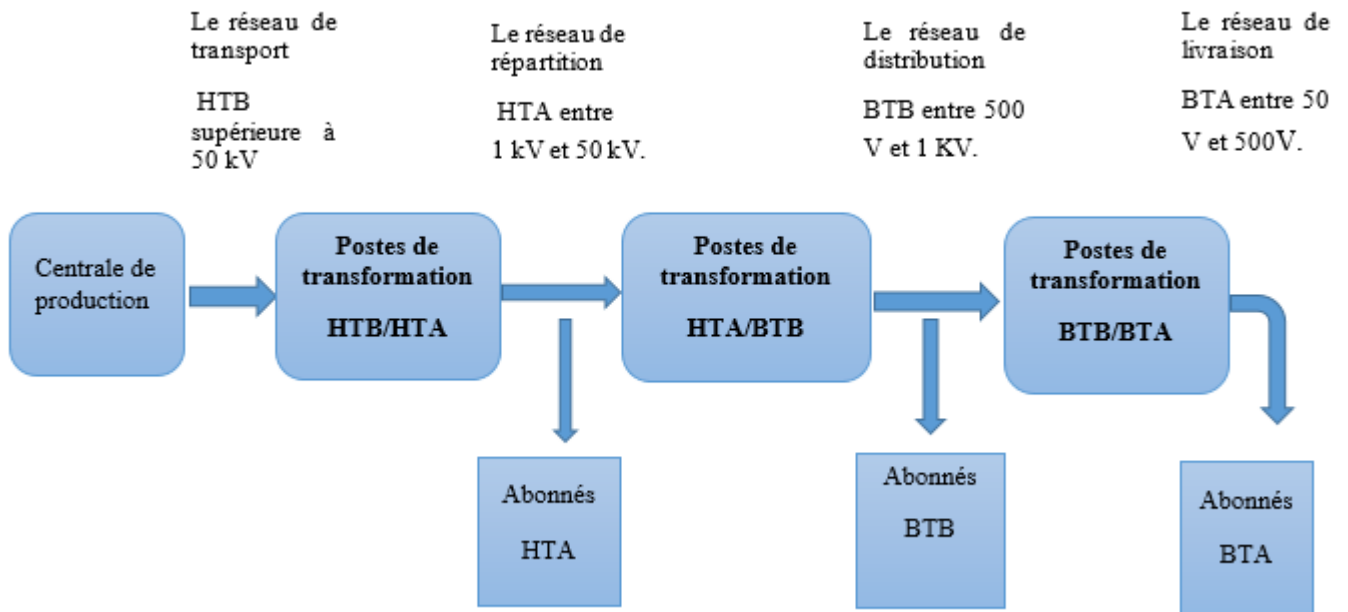 Le réseau de
transport
HTB
supérieure à
50 kV
Le réseau de
répartition
HTA entre
1 kV et 50 kV.
Le réseau de
distribution
BTB entre 500
V et 1 KV.
Le réseau de
livraison
BTA entre 50
V et 500V.
Centrale de
production
Postes de
transformation
HTB/HTA
Postes de
transformation
HTA/BTB
Postes de
transformation
BTB/BTA
Abonnés
HTA
Abonnés
BTB
Abonnés
BTA